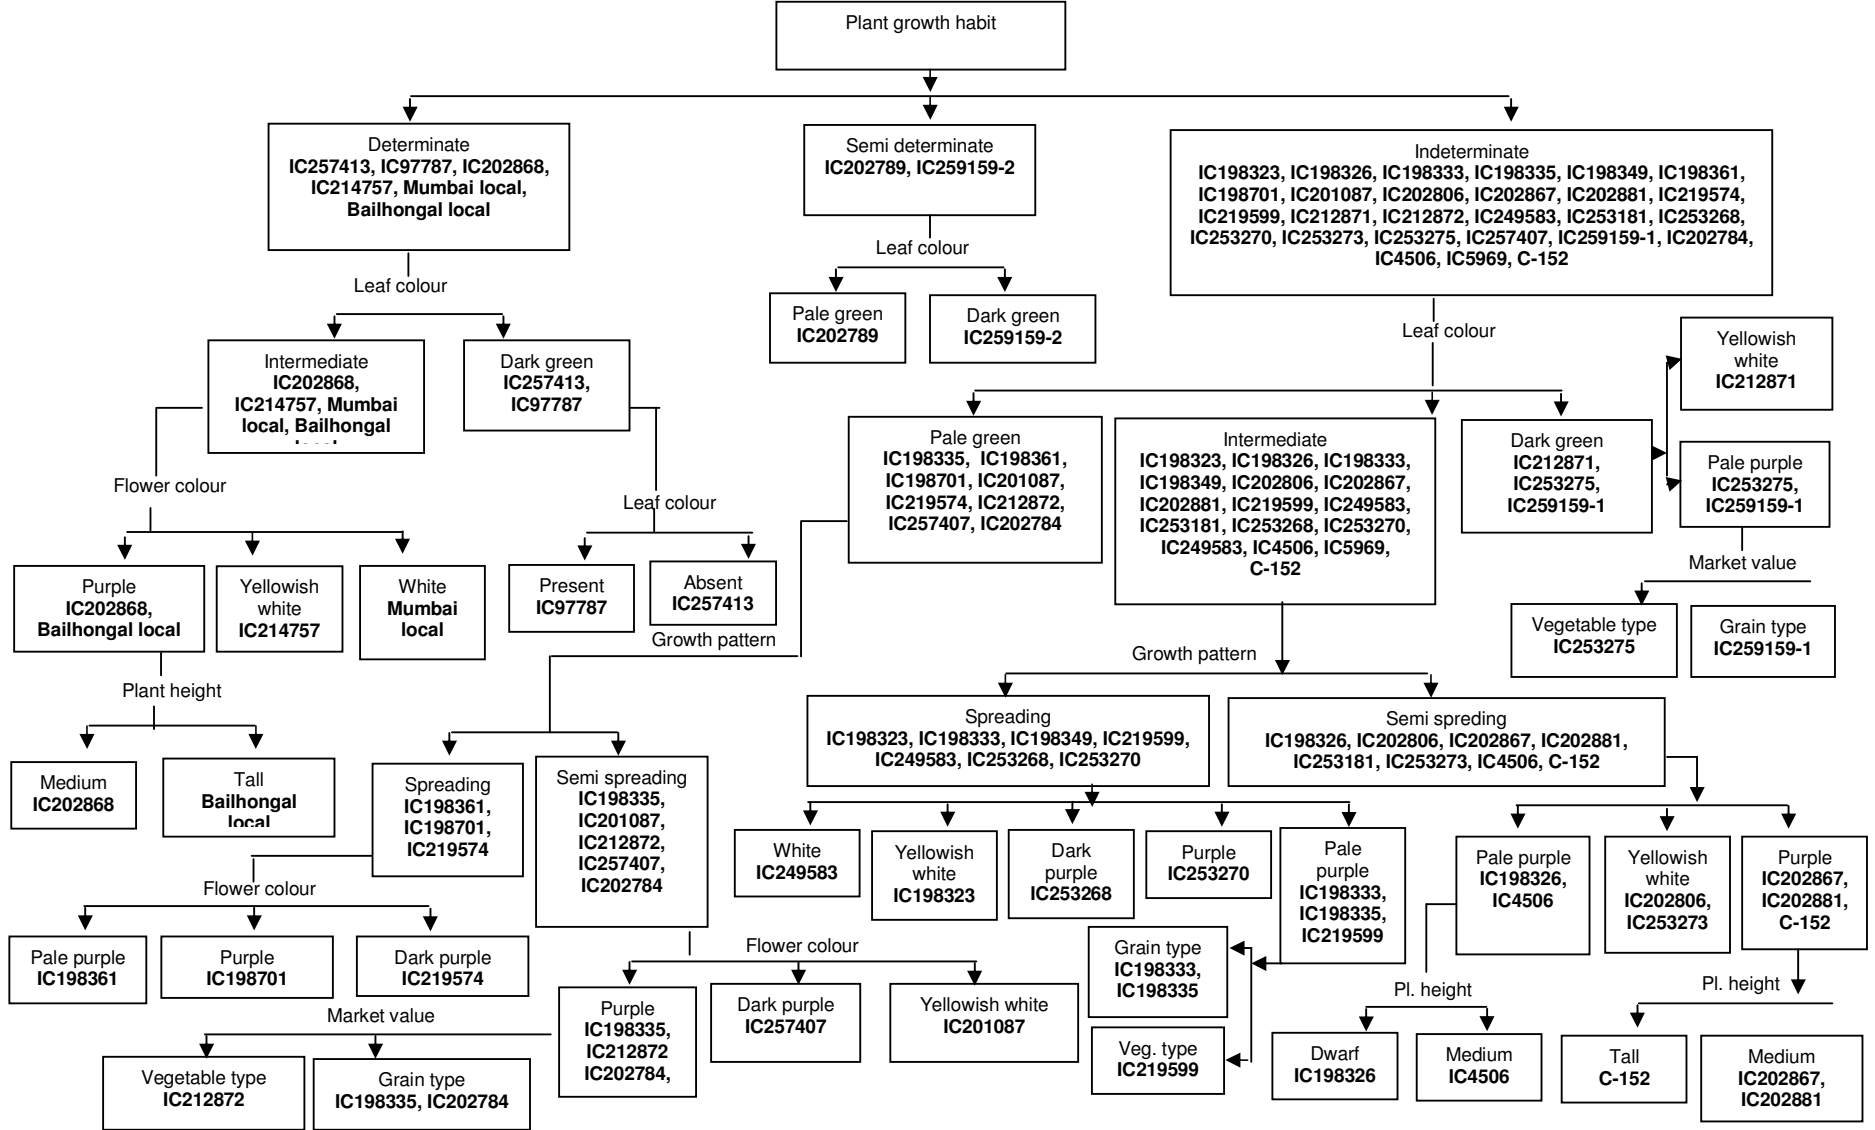 Plant growth habit
Determinate
IC257413, IC97787, IC202868,
IC214757, Mumbai local,
Bailhongal local
Semi determinate
IC202789, IC259159-2
Indeterminate
IC198323, IC198326, IC198333, IC198335, IC198349, IC198361,
IC198701, IC201087, IC202806, IC202867, IC202881, IC219574,
IC219599, IC212871, IC212872, IC249583, IC253181, IC253268,
IC253270, IC253273, IC253275, IC257407, IC259159-1, IC202784,
IC4506, IC5969, C-152
Leaf colour
Leaf colour
Leaf colour
Intermediate
IC202868,
IC214757, Mumbai
local, Bailhongal
local
Dark green
IC257413,
IC97787
Pale green
IC202789
Dark green
IC259159-2
Yellowish
white
IC212871
Pale green
IC198335, IC198361,
IC198701, IC201087,
IC219574, IC212872,
IC257407, IC202784
Intermediate
IC198323, IC198326, IC198333,
IC198349, IC202806, IC202867,
IC202881, IC219599, IC249583,
IC253181, IC253268, IC253270,
IC249583, IC4506, IC5969,
C-152
Dark green
IC212871,
IC253275,
IC259159-1
Pale purple
IC253275,
IC259159-1
Flower colour
Leaf colour
Market value
Purple
IC202868,
Bailhongal local
Yellowish
white
IC214757
White
Mumbai
local
Present
IC97787
Absent
IC257413
Vegetable type
IC253275
Grain type
IC259159-1
Growth pattern
Growth pattern
Plant height
Medium
IC202868
Tall
Bailhongal
local
Spreading
IC198361,
IC198701,
IC219574
Semi spreading
IC198335,
IC201087,
IC212872,
IC257407,
IC202784
Spreading
IC198323, IC198333, IC198349, IC219599,
IC249583, IC253268, IC253270
Semi spreding
IC198326, IC202806, IC202867, IC202881,
IC253181, IC253273, IC4506, C-152
White
IC249583
Yellowish
white
IC198323
Dark
purple
IC253268
Purple
IC253270
Pale
purple
IC198333,
IC198335,
IC219599
Pale purple
IC198326,
IC4506
Yellowish
white
IC202806,
IC253273
Purple
IC202867,
IC202881,
C-152
Flower colour
Pale purple
IC198361
Purple
IC198701
Dark purple
IC219574
Flower colour
Grain type
IC198333,
IC198335
Veg. type
IC219599
Pl. height
Pl. height
Market value
Purple
IC198335,
IC212872
IC202784,
Dark purple
IC257407
Yellowish white
IC201087
Vegetable type
IC212872
Grain type
IC198335, IC202784
Dwarf
IC198326
Medium
IC4506
Tall
C-152
Medium
IC202867,
IC202881